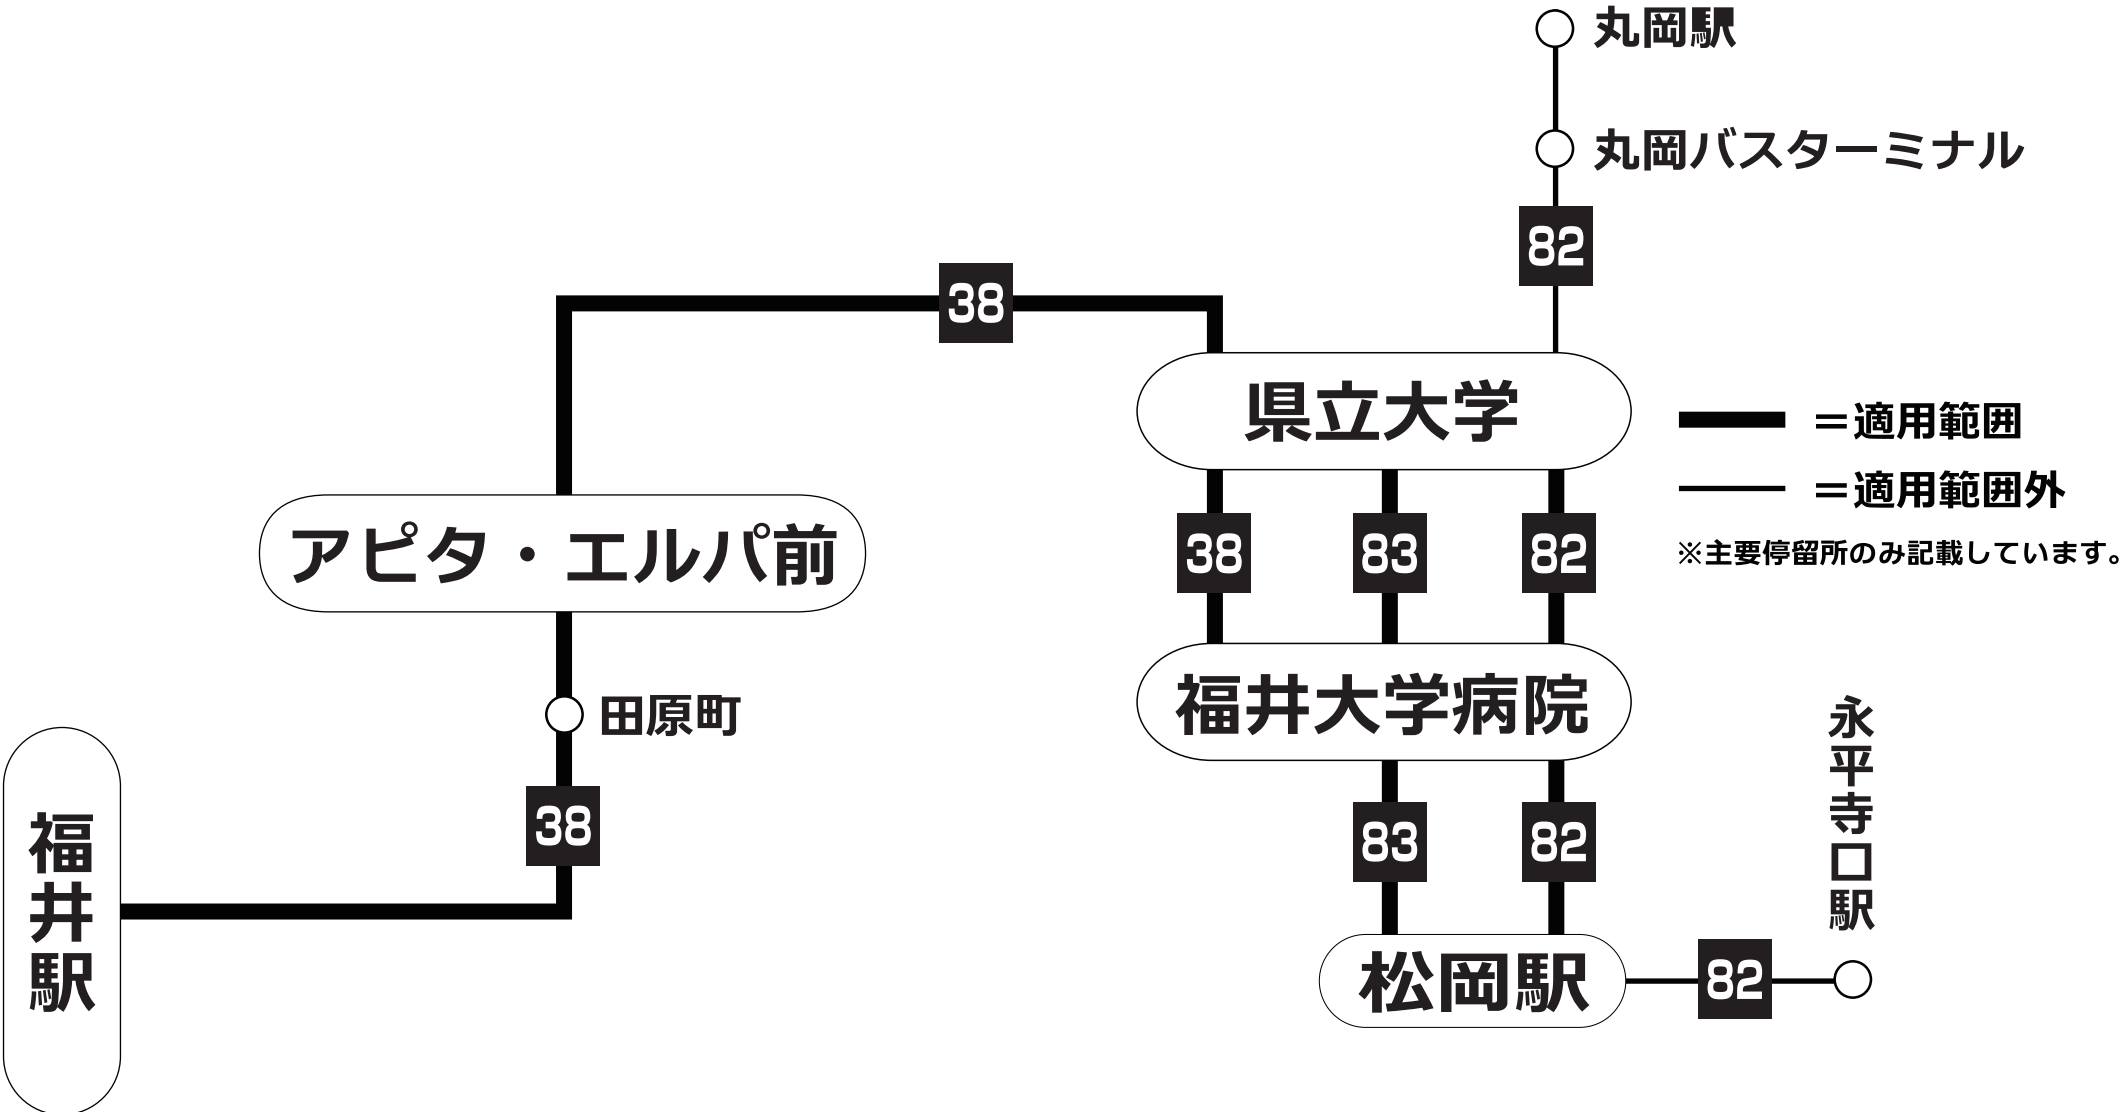 丸岡駅
丸岡バスターミナル
82
38
県立大学
＝適用範囲
＝適用範囲外
※主要停留所のみ記載しています。
アピタ・エルパ前
38
83
82
田原町
福井大学病院
永平寺口駅
福井駅
38
83
82
松岡駅
82